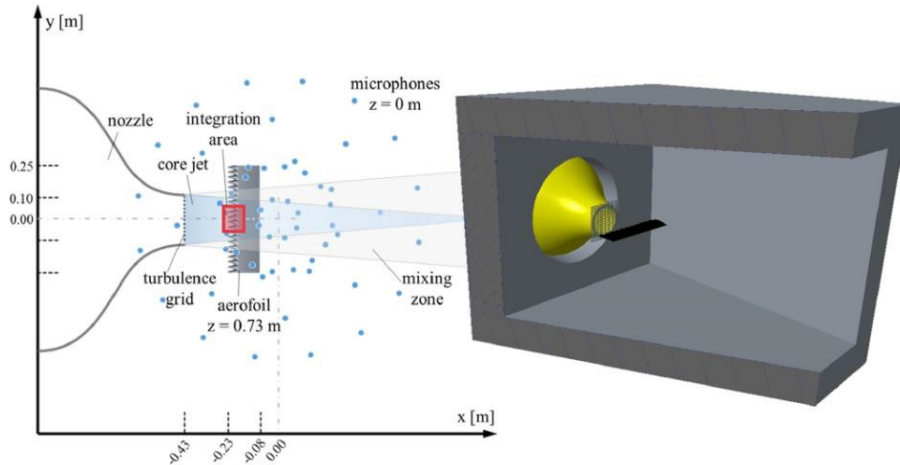 y [m]
microphones
z = 0 m
integration
area
nozzle
core jet
0.25
0.10
0.00
turbulence
grid
aerofoil
z = 0.73 m
mixing
zone
x [m]
-0.43
-0.23
-0.08
0.00